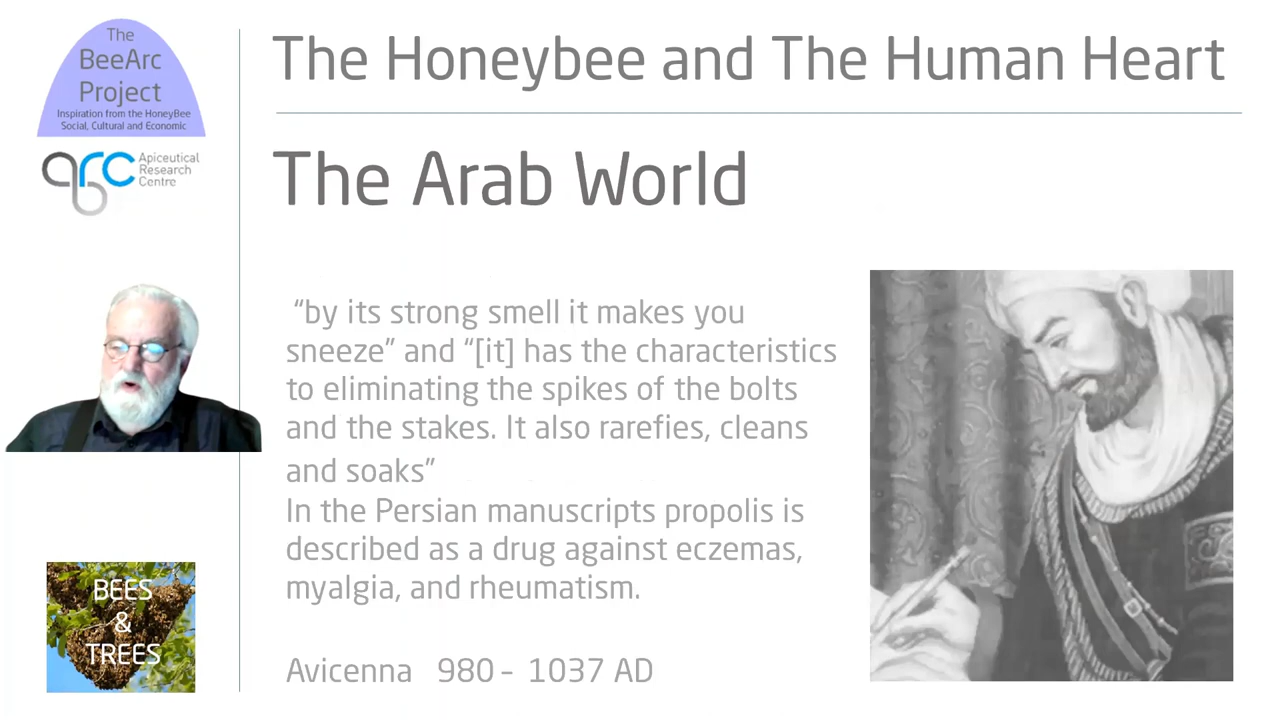 The
BeeArc
Project
Inspiration from the HoneyBee
Social, Cultural and Economic
arc Apiceutical
Research
Centre
BEES
&
TREES
The Honeybee and The Human Heart
The Arab World
“by its strong smell it makes you
sneeze” and “[it] has the characteristics
to eliminating the spikes of the bolts
and the stakes. It also rarefies, cleans
and soaks”
In the Persian manuscripts propolis is
described as a drug against eczemas,
myalgia, and rheumatism.
Avicenna 980 – 1037 AD